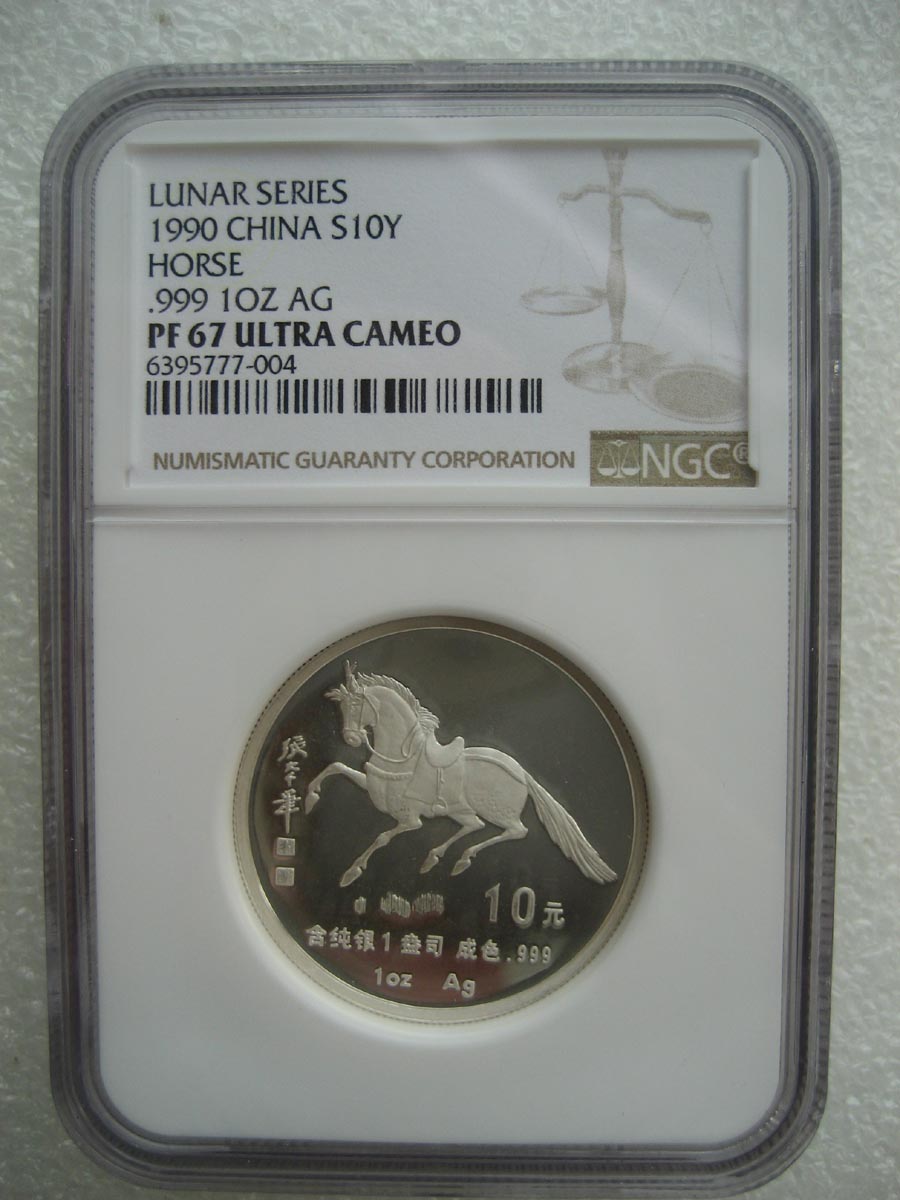 LUNAR SERIES
1990 CHINA S10Y
HORSE
.999 1OZ AG
PF 67 ULTRA CAMEO
6395777-004
NUMISMATIC GUARANTY CORPORATION
NGC®
10元
含纯银1盎司 成色.999
1oz Ag